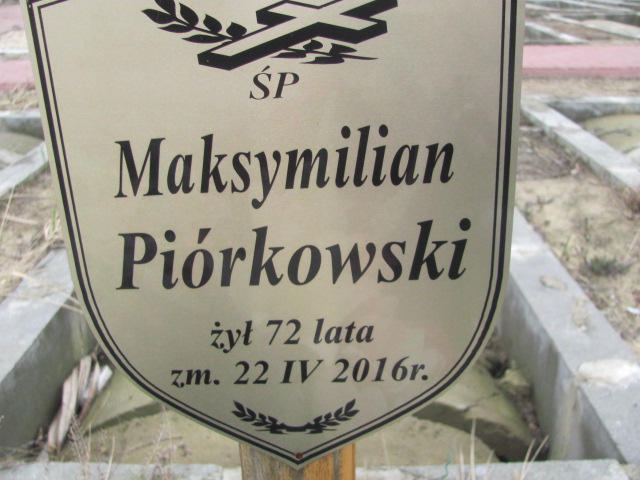 ŚP
Maksymilian
Piórkowski
żył 72 lata
zm. 22 IV 2016r.